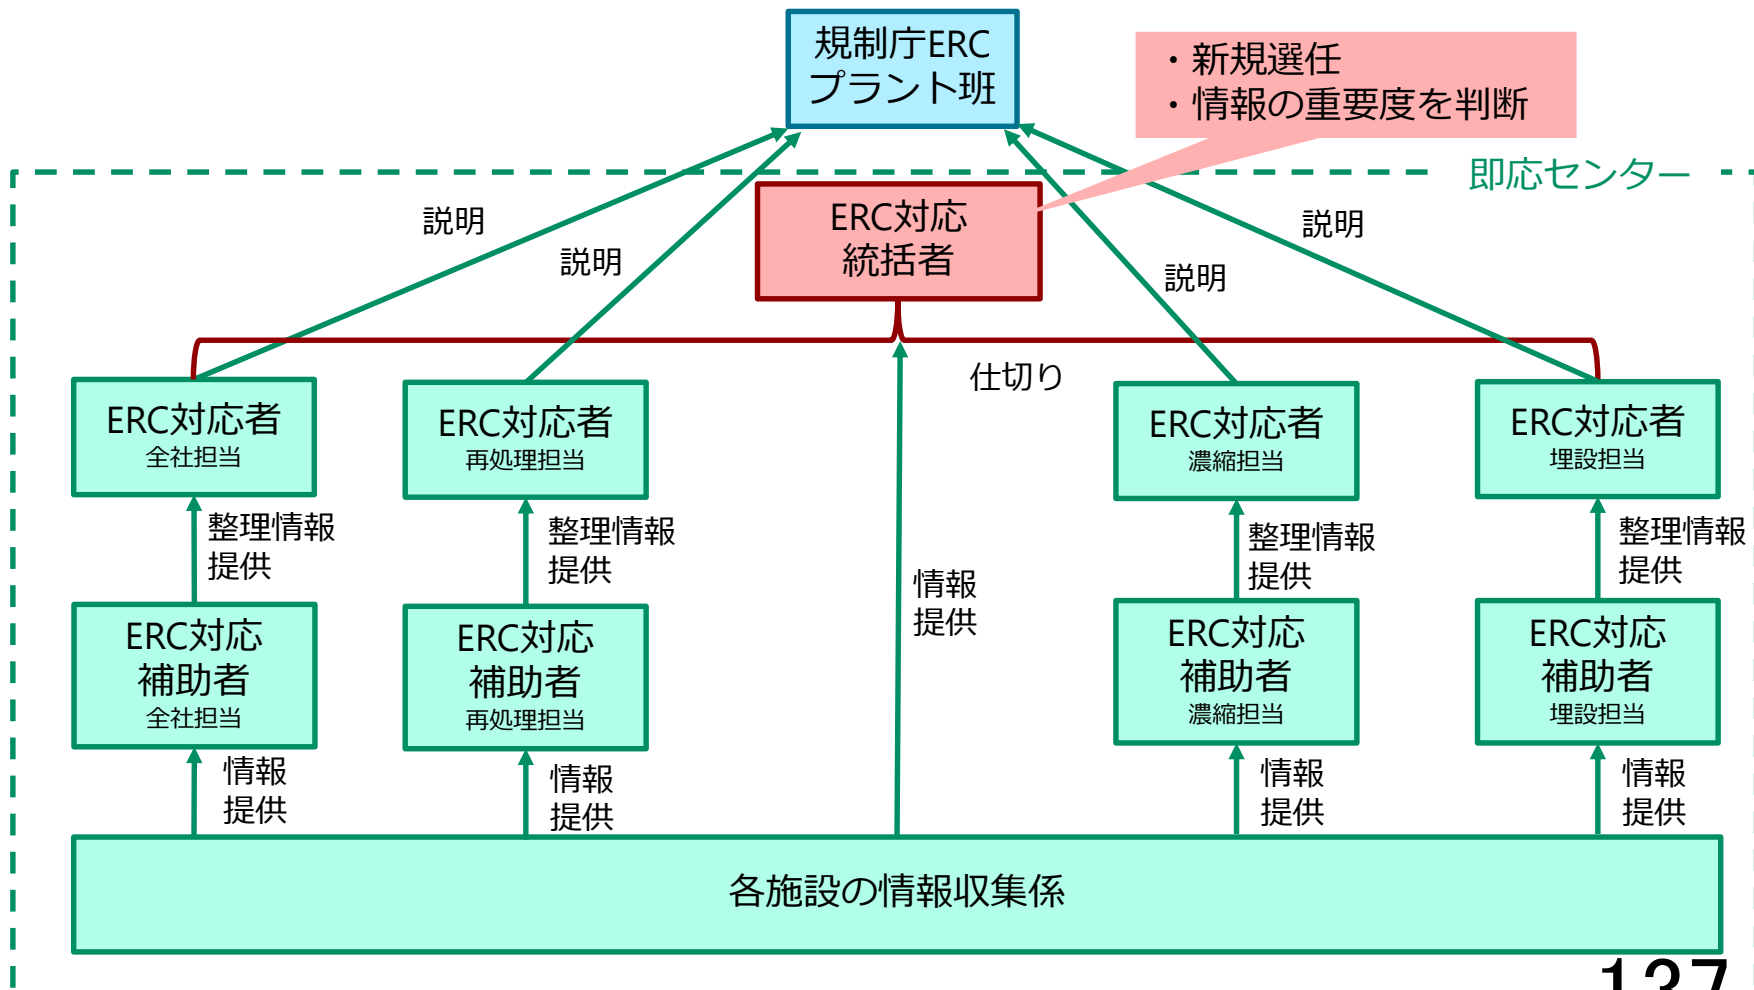 規制庁ERC
プラント班
・新規選任
・情報の重要度を判断
即応センター
ERC対応
統括者
説明
説明
説明
説明
仕切り
ERC対応者
全社担当
ERC対応者
再処理担当
ERC対応者
濃縮担当
ERC対応者
埋設担当
整理情報
提供
整理情報
提供
情報
提供
整理情報
提供
整理情報
提供
ERC対応
補助者
全社担当
ERC対応
補助者
再処理担当
ERC対応
補助者
濃縮担当
ERC対応
補助者
埋設担当
情報
提供
情報
提供
情報
提供
情報
提供
各施設の情報収集係
137